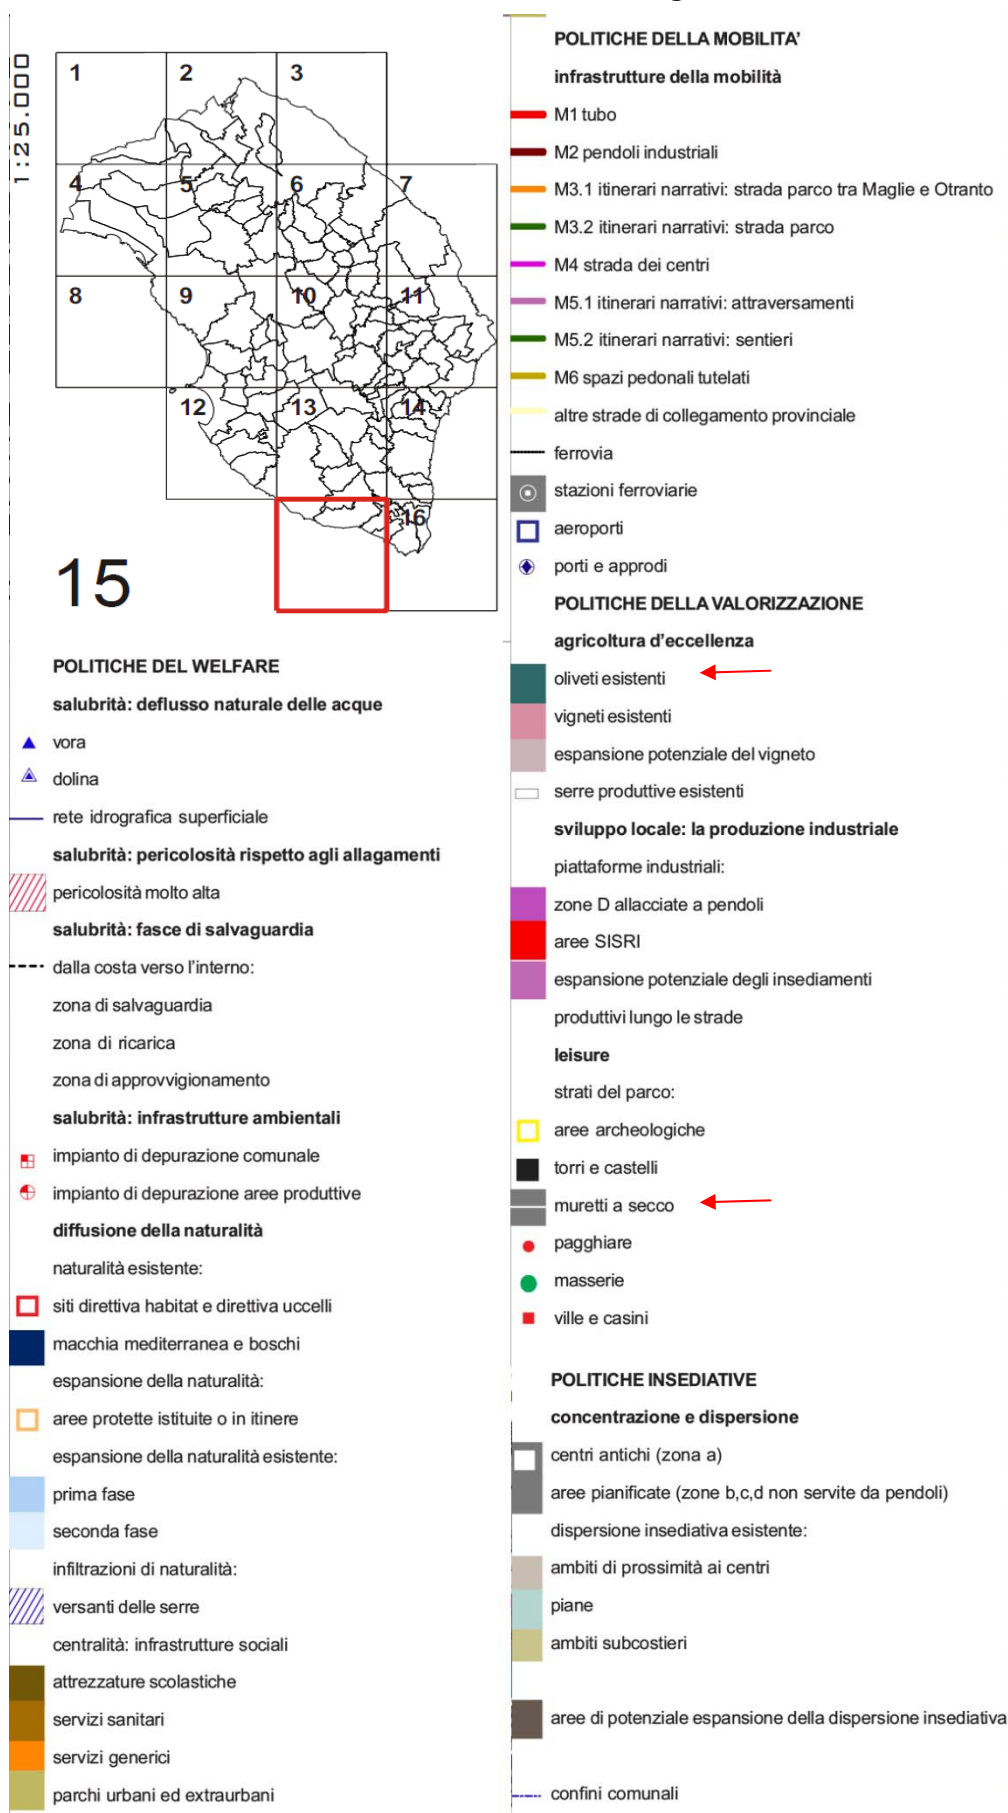 1:25.000
1
2
3
4
5
6
7
8
9
10
11
12
13
14
16
15
POLITICHE DEL WELFARE
salubrità: deflusso naturale delle acque
vora
dolina
rete idrografica superficiale
salubrità: pericolosità rispetto agli allagamenti
pericolosità molto alta
salubrità: fasce di salvaguardia
dalla costa verso l'interno:
zona di salvaguardia
zona di ricarica
zona di approvvigionamento
salubrità: infrastrutture ambientali
impianto di depurazione comunale
impianto di depurazione aree produttive
diffusione della naturalità
naturalità esistente:
siti direttiva habitat e direttiva uccelli
macchia mediterranea e boschi
espansione della naturalità:
aree protette istituite o in itinere
espansione della naturalità esistente:
prima fase
seconda fase
infiltrazioni di naturalità:
versanti delle serre
centralità: infrastrutture sociali
attrezzature scolastiche
servizi sanitari
servizi generici
parchi urbani ed extraurbani
POLITICHE DELLA MOBILITA'
infrastrutture della mobilità
M1 tubo
M2 pendoli industriali
M3.1 itinerari narrativi: strada parco tra Maglie e Otranto
M3.2 itinerari narrativi: strada parco
M4 strada dei centri
M5.1 itinerari narrativi: attraversamenti
M5.2 itinerari narrativi: sentieri
M6 spazi pedonali tutelati
altre strade di collegamento provinciale
ferrovia
stazioni ferroviarie
aeroporti
porti e approdi
POLITICHE DELLA VALORIZZAZIONE
agricoltura d'eccellenza
oliveti esistenti
vigneti esistenti
espansione potenziale del vigneto
serre produttive esistenti
sviluppo locale: la produzione industriale
piattaforme industriali:
zone D allacciate a pendoli
aree SISRI
espansione potenziale degli insediamenti
produttivi lungo le strade
leisure
strati del parco:
aree archeologiche
torri e castelli
muretti a secco
pagghiare
masserie
ville e casini
POLITICHE INSEDIATIVE
concentrazione e dispersione
centri antichi (zona a)
aree pianificate (zone b,c,d non servite da pendoli)
dispersione insediativa esistente:
ambiti di prossimità ai centri
piane
ambiti subcostieri
aree di potenziale espansione della dispersione insediativa
confini comunali